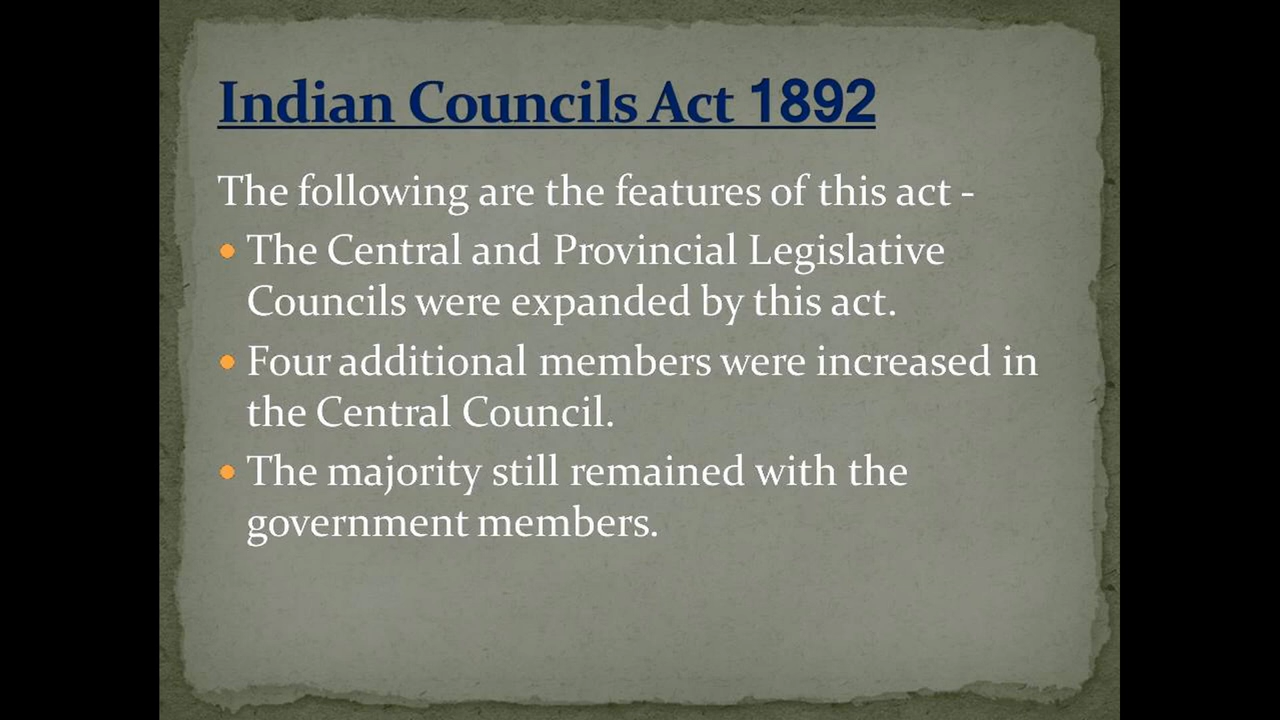 Indian Councils Act 1892
The following are the features of this act -
• The Central and Provincial Legislative
Councils were expanded by this act.
• Four additional members were increased in
the Central Council.
• The majority still remained with the
government members.